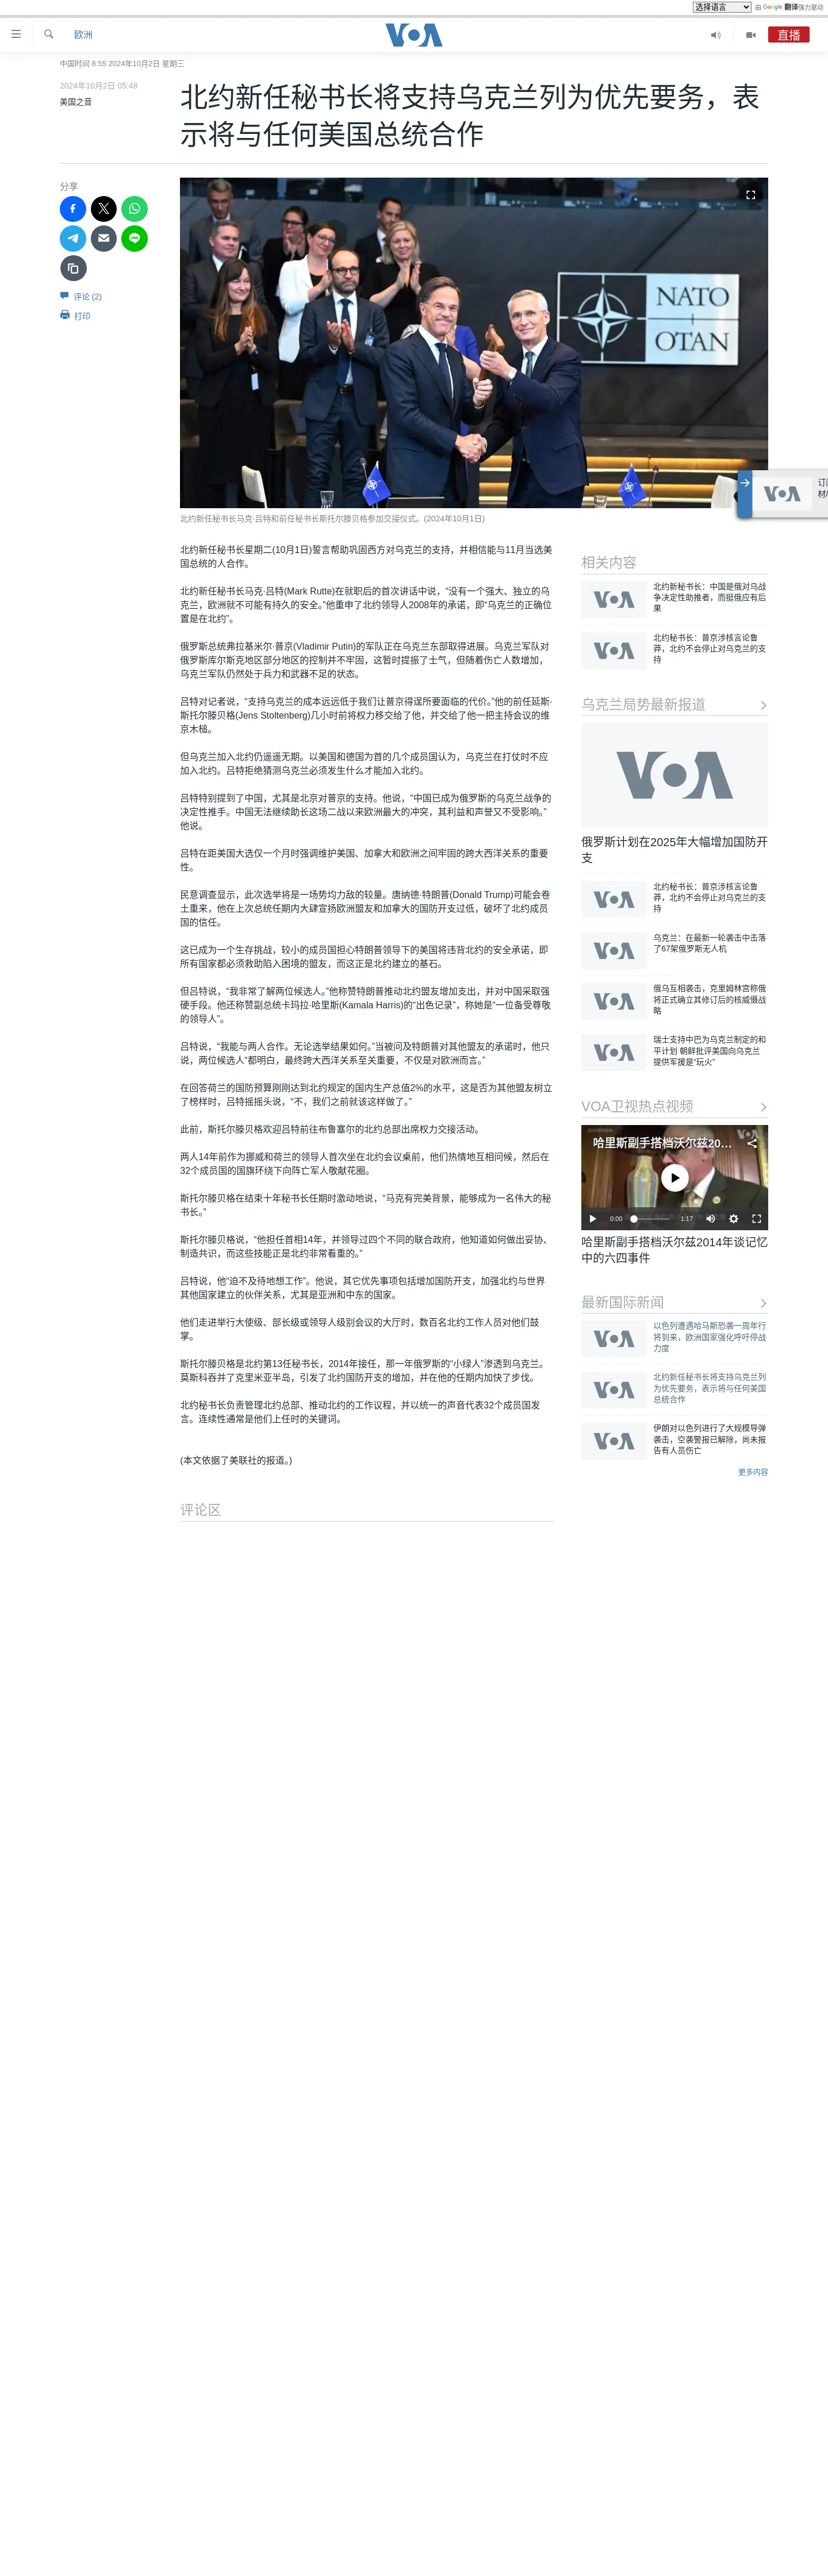 选择语言
由 Google 翻译强力驱动
欧洲
VOA
直播
中国时间 8:55 2024年10月2日 星期三
2024年10月2日 05:48
美国之音
北约新任秘书长将支持乌克兰列为优先要务，表
示将与任何美国总统合作
分享
评论 (2)
打印
NATO
OTAN
北约新任秘书长马克·吕特和前任秘书长斯托尔滕贝格参加交接仪式。(2024年10月1日)
VOA
订阅
北约新任秘书长星期二(10月1日)誓言帮助巩固西方对乌克兰的支持，并相信能与11月当选美
国总统的人合作。
北约新任秘书长马克·吕特(Mark Rutte)在就职后的首次讲话中说，“没有一个强大、独立的乌
克兰，欧洲就不可能有持久的安全。”他重申了北约领导人2008年的承诺，即“乌克兰的正确位
置是在北约”。
俄罗斯总统弗拉基米尔·普京(Vladimir Putin)的军队正在乌克兰东部取得进展。乌克兰军队对
俄罗斯库尔斯克地区部分地区的控制并不牢固，这暂时提振了士气，但随着伤亡人数增加，
乌克兰军队仍然处于兵力和武器不足的状态。
吕特对记者说，“支持乌克兰的成本远远低于我们让普京得逞所要面临的代价。”他的前任延斯·
斯托尔滕贝格(Jens Stoltenberg)几小时前将权力移交给了他，并交给了他一把主持会议的维
京木槌。
但乌克兰加入北约仍遥遥无期。以美国和德国为首的几个成员国认为，乌克兰在打仗时不应
加入北约。吕特拒绝猜测乌克兰必须发生什么才能加入北约。
吕特特别提到了中国，尤其是北京对普京的支持。他说，“中国已成为俄罗斯的乌克兰战争的
决定性推手。中国无法继续助长这场二战以来欧洲最大的冲突，其利益和声誉又不受影响。”
他说。
吕特在距美国大选仅一个月时强调维护美国、加拿大和欧洲之间牢固的跨大西洋关系的重要
性。
民意调查显示，此次选举将是一场势均力敌的较量。唐纳德·特朗普(Donald Trump)可能会卷
土重来，他在上次总统任期内大肆宣扬欧洲盟友和加拿大的国防开支过低，破坏了北约成员
国的信任。
这已成为一个生存挑战，较小的成员国担心特朗普领导下的美国将违背北约的安全承诺，即
所有国家都必须救助陷入困境的盟友，而这正是北约建立的基石。
但吕特说，“我非常了解两位候选人。”他称赞特朗普推动北约盟友增加支出，并对中国采取强
硬手段。他还称赞副总统卡玛拉·哈里斯(Kamala Harris)的“出色记录”，称她是“一位备受尊敬
的领导人”。
吕特说，“我能与两人合作。无论选举结果如何。”当被问及特朗普对其他盟友的承诺时，他只
说，两位候选人“都明白，最终跨大西洋关系至关重要，不仅是对欧洲而言。”
在回答荷兰的国防预算刚刚达到北约规定的国内生产总值2%的水平，这是否为其他盟友树立
了榜样时，吕特摇摇头说，“不，我们之前就该这样做了。”
此前，斯托尔滕贝格欢迎吕特前往布鲁塞尔的北约总部出席权力交接活动。
两人14年前作为挪威和荷兰的领导人首次坐在北约会议桌前，他们热情地互相问候，然后在
32个成员国的国旗环绕下向阵亡军人敬献花圈。
斯托尔滕贝格在结束十年秘书长任期时激动地说，“马克有完美背景，能够成为一名伟大的秘
书长。”
斯托尔滕贝格说，“他担任首相14年，并领导过四个不同的联合政府，他知道如何做出妥协、
制造共识，而这些技能正是北约非常看重的。”
吕特说，他“迫不及待地想工作”。他说，其它优先事项包括增加国防开支，加强北约与世界
其他国家建立的伙伴关系，尤其是亚洲和中东的国家。
他们走进举行大使级、部长级或领导人级别会议的大厅时，数百名北约工作人员对他们鼓
掌。
斯托尔滕贝格是北约第13任秘书长，2014年接任，那一年俄罗斯的“小绿人”渗透到乌克兰。
莫斯科吞并了克里米亚半岛，引发了北约国防开支的增加，并在他的任期内加快了步伐。
北约秘书长负责管理北约总部、推动北约的工作议程，并以统一的声音代表32个成员国发
言。连续性通常是他们上任时的关键词。
(本文依据了美联社的报道。)
评论区
相关内容
VOA
北约新秘书长：中国是俄对乌战
争决定性助推者，而挺俄应有后
果
VOA
北约秘书长：普京涉核言论鲁
莽，北约不会停止对乌克兰的支
持
乌克兰局势最新报道
VOA
俄罗斯计划在2025年大幅增加国防开
支
VOA
北约秘书长：普京涉核言论鲁
莽，北约不会停止对乌克兰的支
持
VOA
乌克兰：在最新一轮袭击中击落
了67架俄罗斯无人机
VOA
俄乌互相袭击，克里姆林宫称俄
将正式确立其修订后的核威慑战
略
VOA
瑞士支持中巴为乌克兰制定的和
平计划 朝鲜批评美国向乌克兰
提供军援是“玩火”
VOA卫视热点视频
哈里斯副手搭档沃尔兹20...
VOA
0:00
1:17
哈里斯副手搭档沃尔兹2014年谈记忆
中的六四事件
最新国际新闻
VOA
以色列遭遇哈马斯恐袭一周年行
将到来，欧洲国家强化呼吁停战
力度
VOA
北约新任秘书长将支持乌克兰列
为优先要务，表示将与任何美国
总统合作
VOA
伊朗对以色列进行了大规模导弹
袭击，空袭警报已解除，尚未报
告有人员伤亡
更多内容